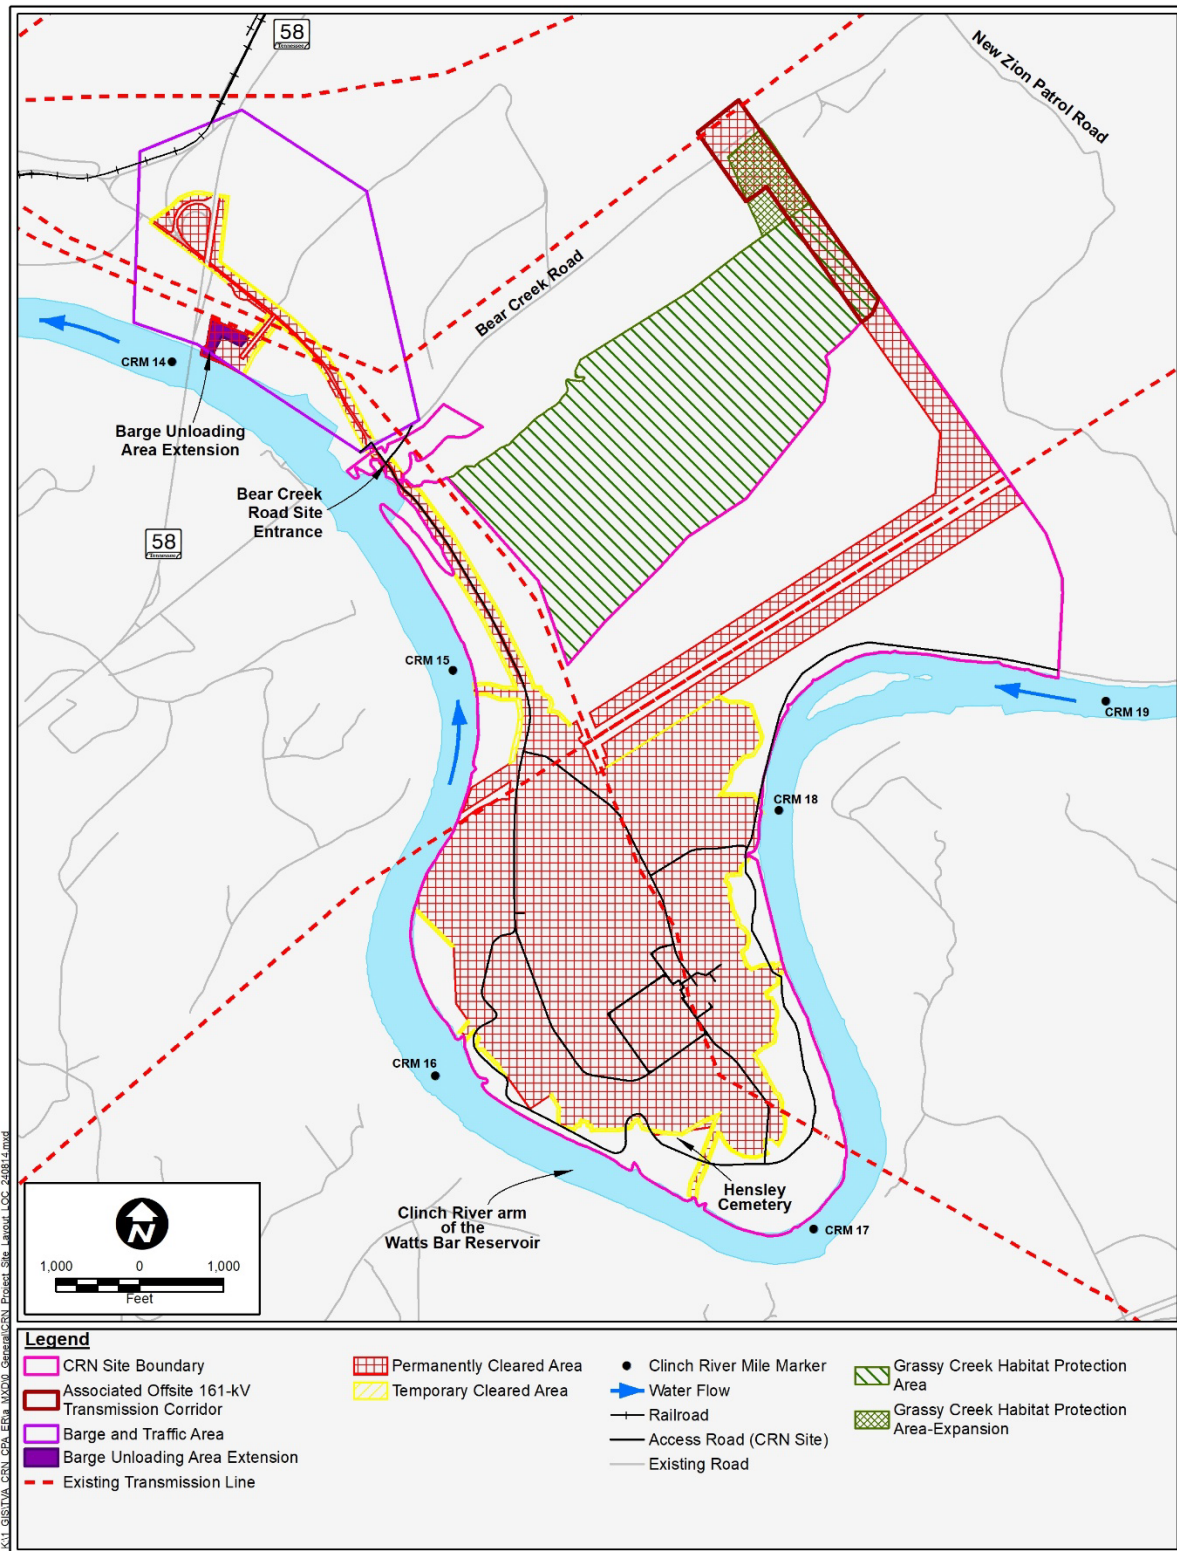 58
Tennessee
New Zion Patrol Road
Bear Creek Road
CRM 14
Barge Unloading
Area Extension
Bear Creek
Road Site
Entrance
58
Tennessee
CRM 15
CRM 19
CRM 18
CRM 16
Hensley
Cemetery
Clinch River arm
of the
Watts Bar Reservoir
CRM 17
N
1,000 0 1,000
Feet
Legend
CRN Site Boundary
Associated Offsite 161-kV
Transmission Corridor
Barge and Traffic Area
Barge Unloading Area Extension
Existing Transmission Line
Permanently Cleared Area
Temporary Cleared Area
Clinch River Mile Marker
Water Flow
Railroad
Access Road (CRN Site)
Existing Road
Grassy Creek Habitat Protection
Area
Grassy Creek Habitat Protection
Area-Expansion